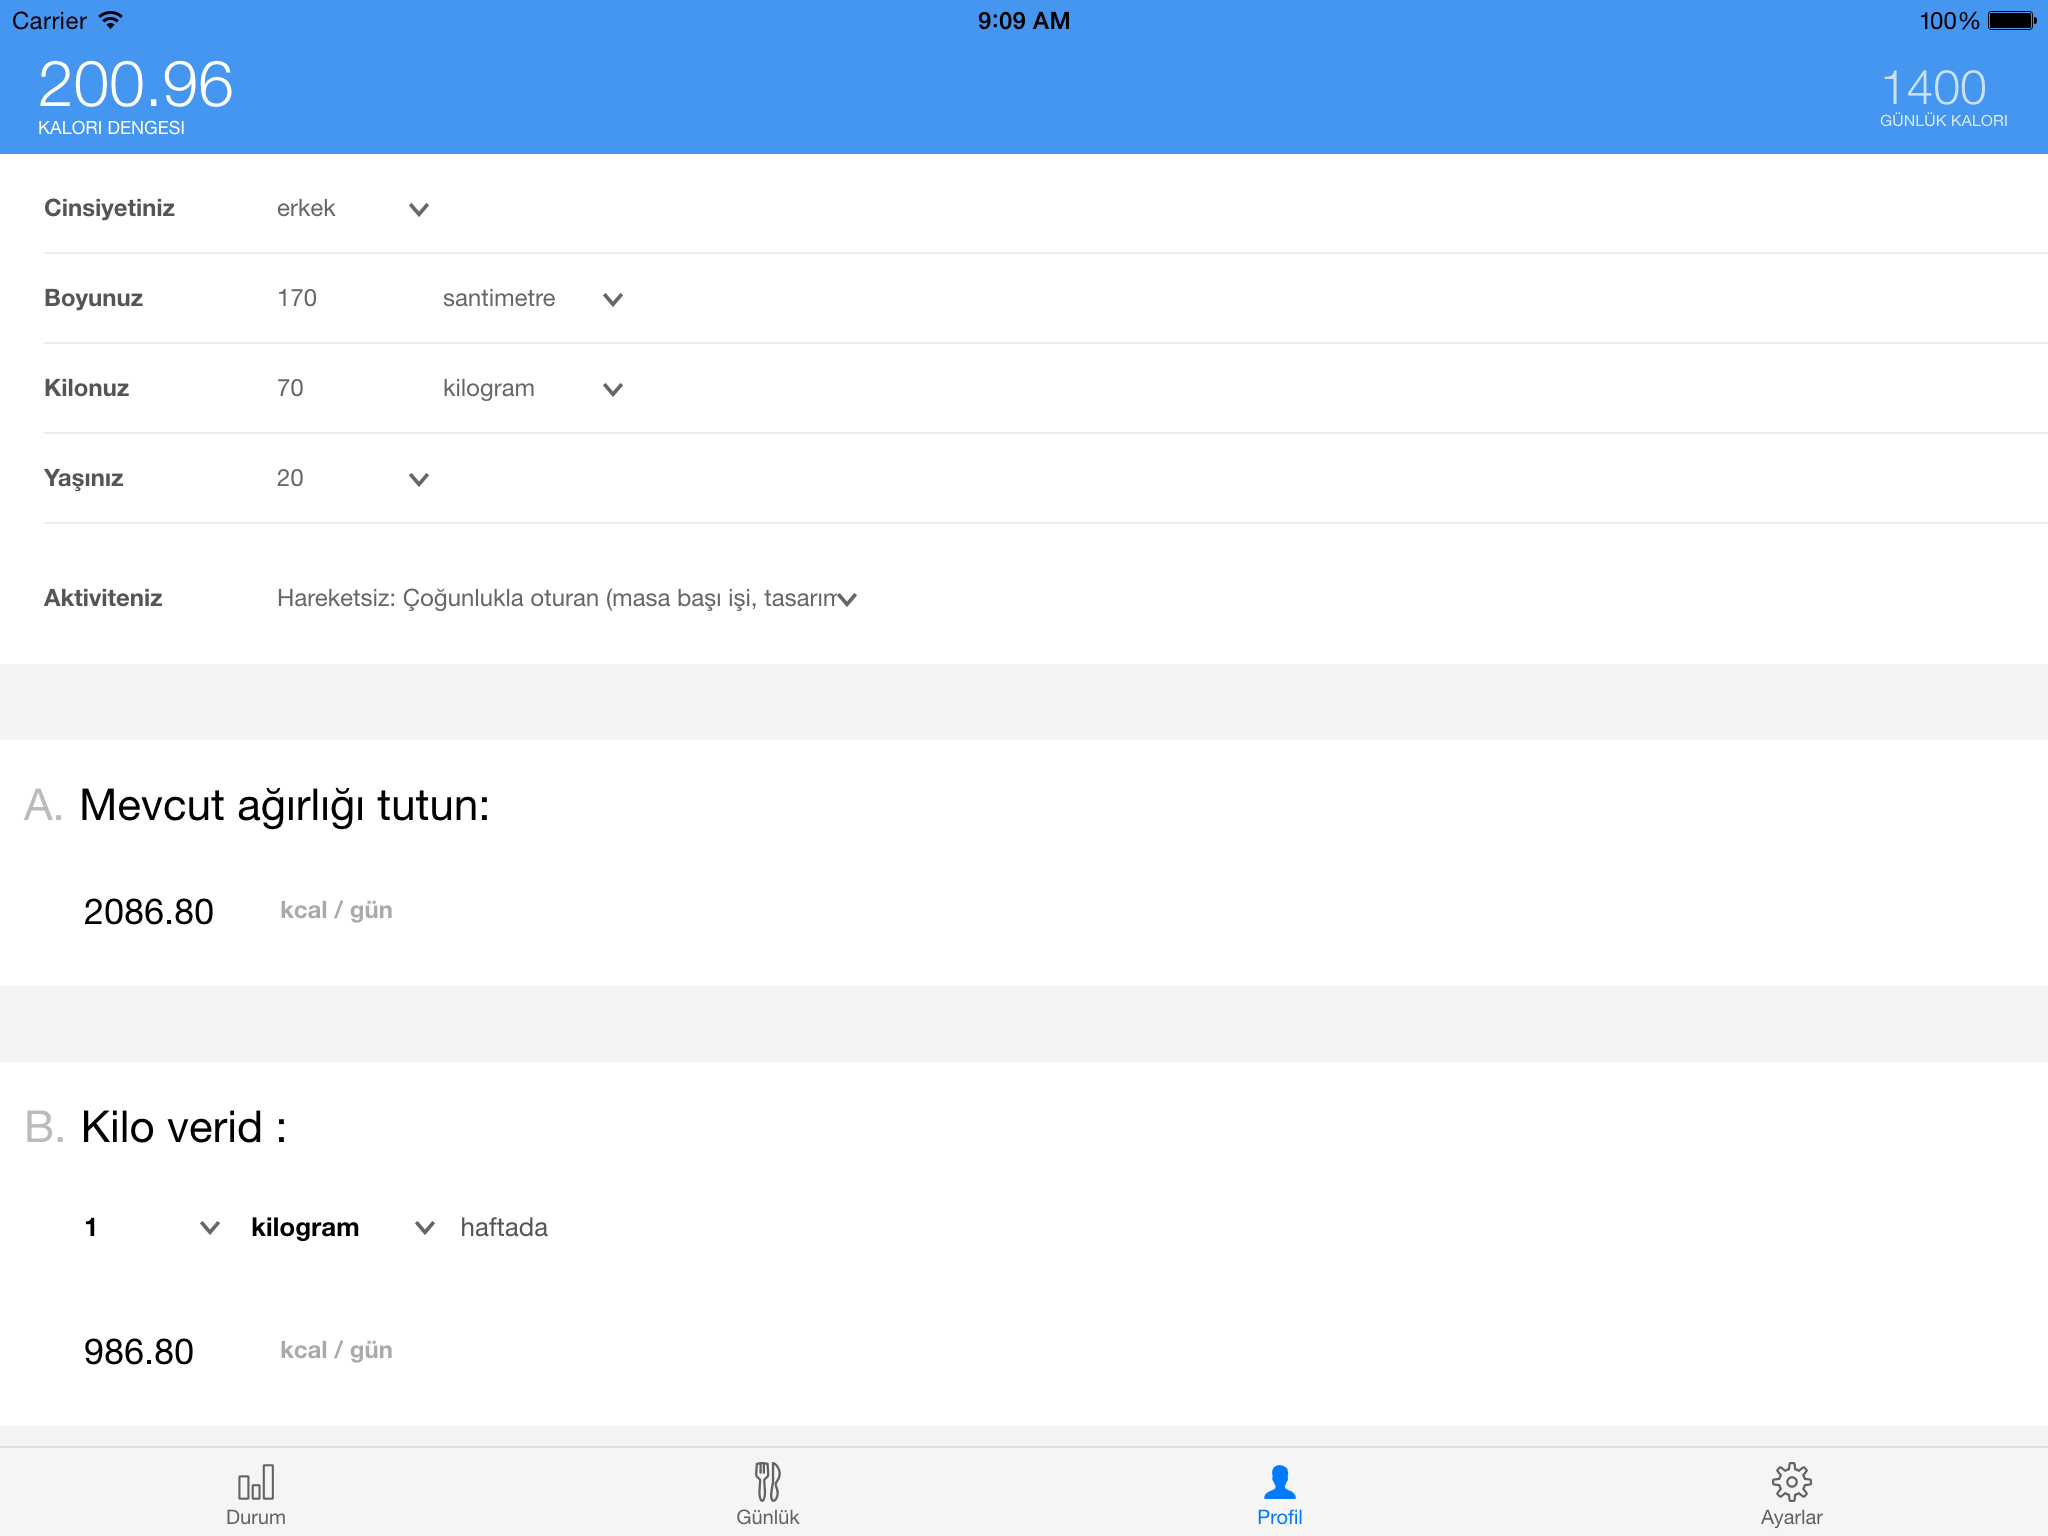 Carrier 9:09 AM 100%
200.96 1400
KALORI DENGESI GÜNLÜK KALORI
Cinsiyetiniz erkek
Boyunuz 170 santimetre
Kilonuz 70 kilogram
Yaşınız 20
Aktiviteniz Hareketsiz: Çoğunlukla oturan (masa başı işi, tasarım
A. Mevcut ağırlığı tutun:
2086.80 kcal / gün
B. Kilo verid :
1 kilogram haftada
986.80 kcal / gün
Durum Günlük Profil Ayarlar